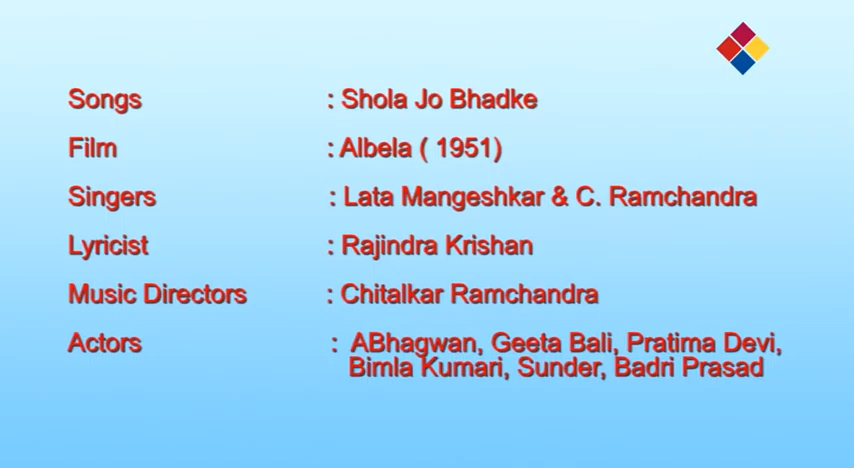 Songs : Shola Jo Bhadke
Film : Albela ( 1951)
Singers : Lata Mangeshkar & C. Ramchandra
Lyricist : Rajindra Krishan
Music Directors : Chitalkar Ramchandra
Actors : ABhagwan, Geeta Bali, Pratima Devi,
Bimla Kumari, Sunder, Badri Prasad